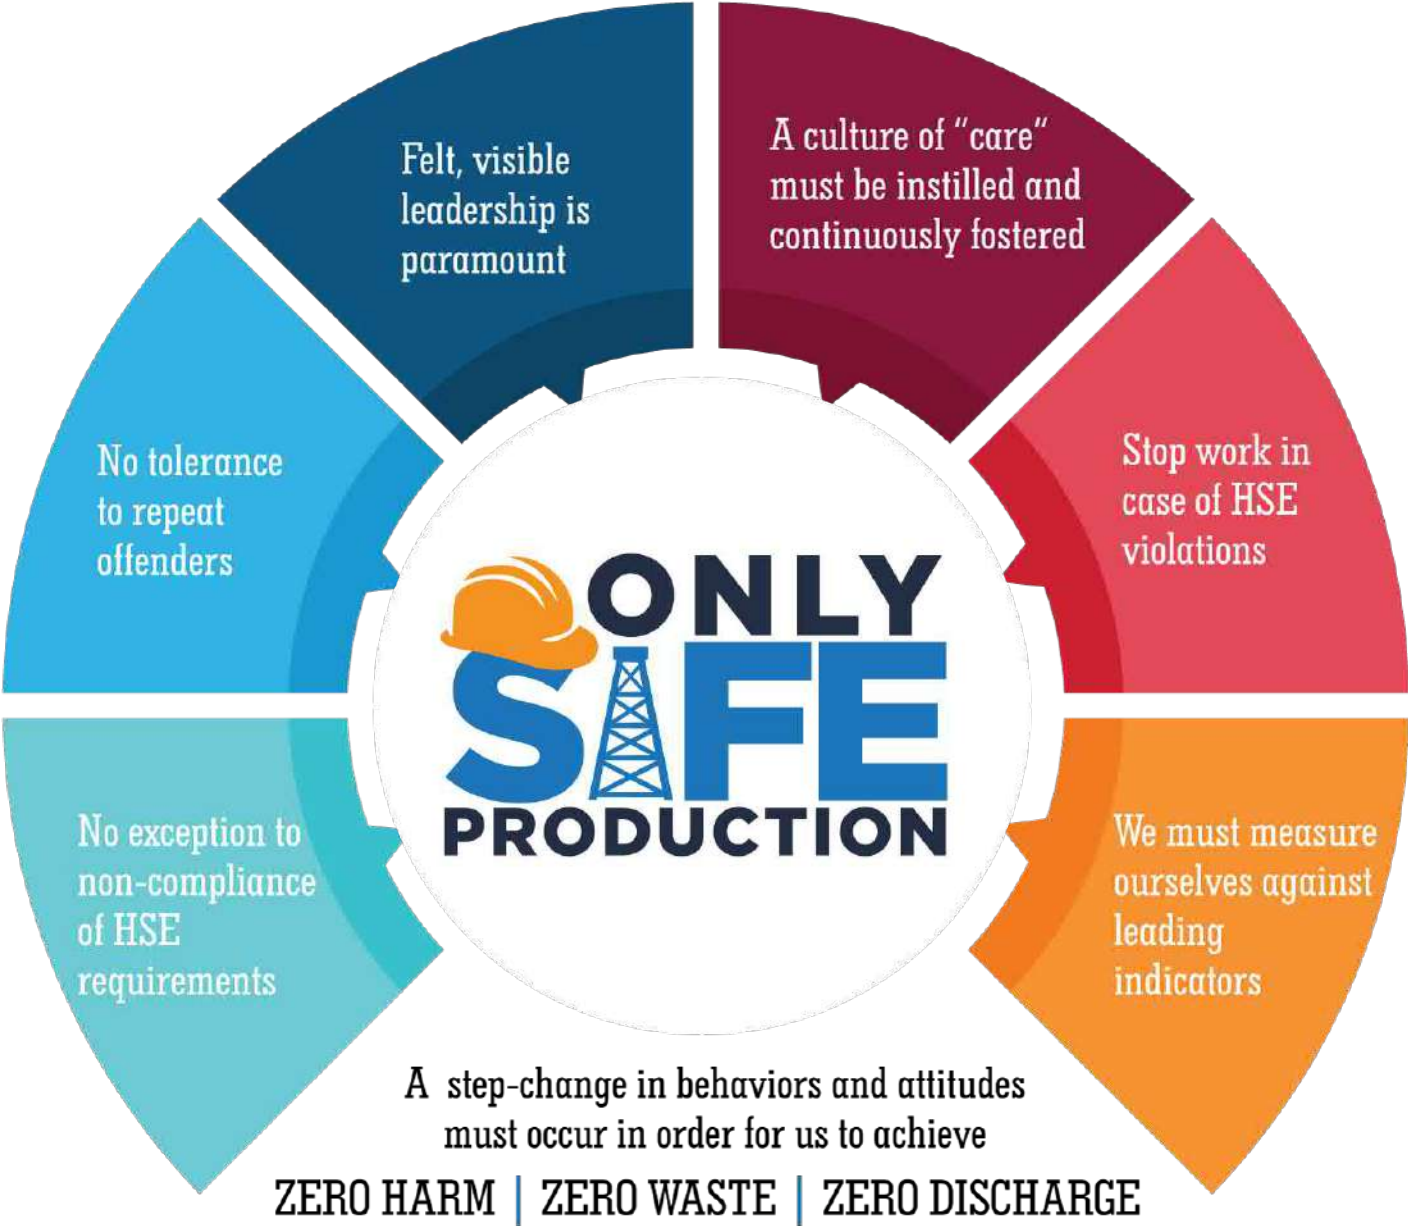 Felt, visible
leadership is
paramount
A culture of “care“
must be instilled and
continuously fostered
No tolerance
to repeat
offenders
Stop work in
case of HSE
violations
ONLY
SAFE
PRODUCTION
No exception to
non-compliance
of HSE
requirements
We must measure
ourselves against
leading
indicators
A step-change in behaviors and attitudes
must occur in order for us to achieve
ZERO HARM | ZERO WASTE | ZERO DISCHARGE